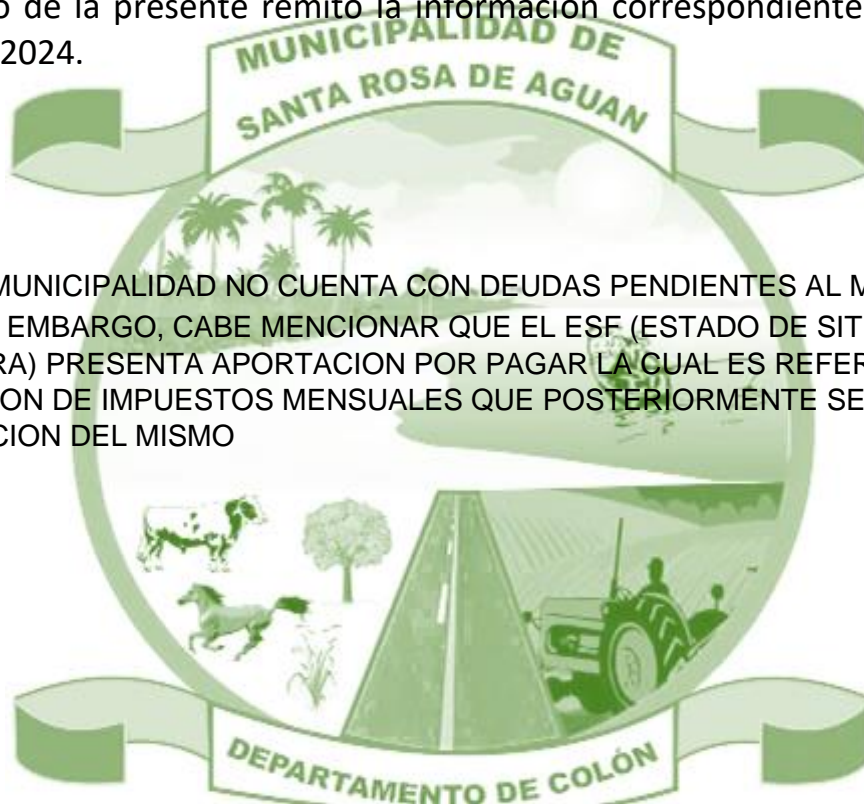 o de la presente remito la información correspondiente
2024.
MUNICIPALIDAD DE
SANTA ROSA DE AGUAN
MUNICIPALIDAD NO CUENTA CON DEUDAS PENDIENTES AL M
EMBARGO, CABE MENCIONAR QUE EL ESF (ESTADO DE SIT
RA) PRESENTA APORTACION POR PAGAR LA CUAL ES REFER
ON DE IMPUESTOS MENSUALES QUE POSTERIORMENTE SE
CION DEL MISMO
DEPARTAMENTO DE COLÓN